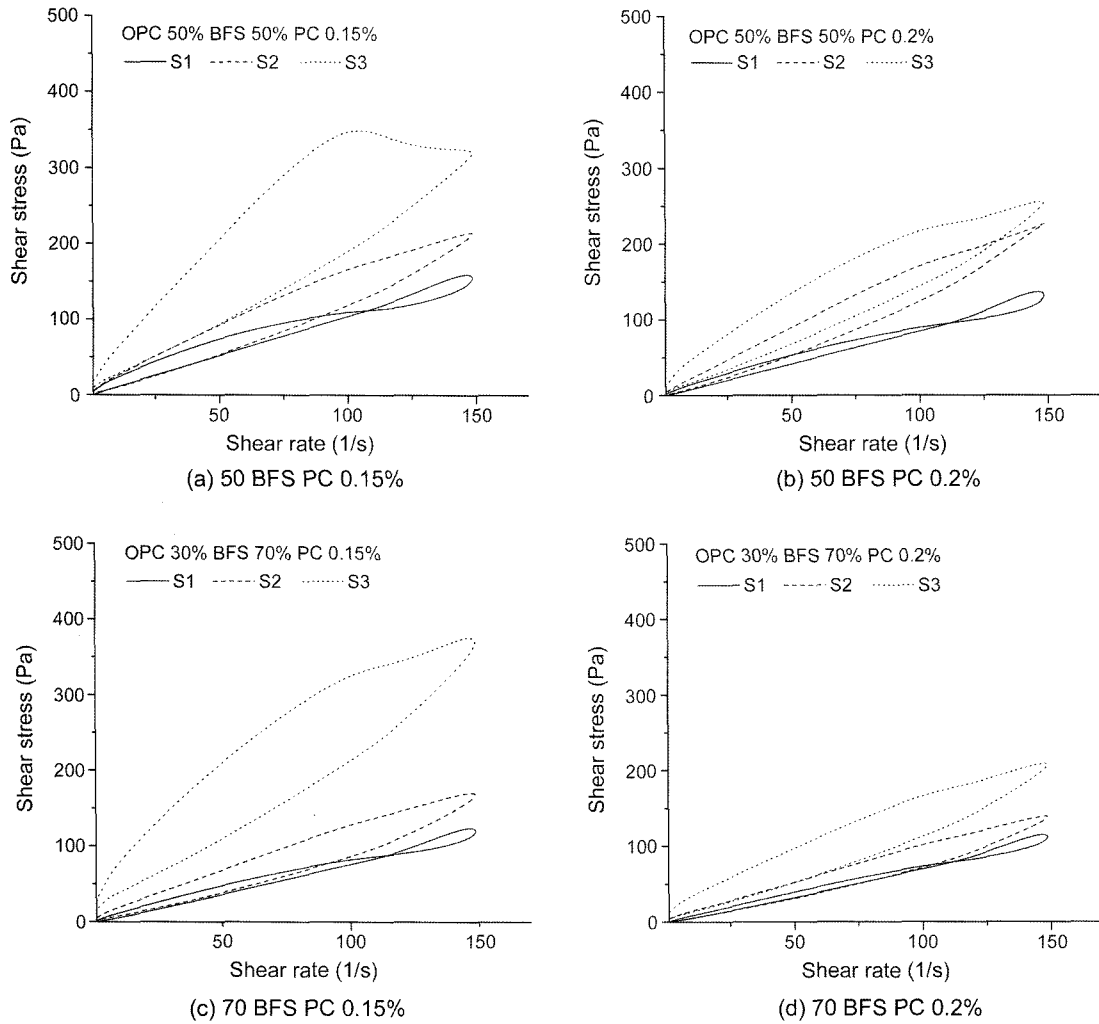 OPC 50% BFS 50% PC 0.15%
S1 S2 S3
Shear stress (Pa)
500
400
300
200
100
0
50
100
150
Shear rate (1/s)
(a) 50 BFS PC 0.15%
OPC 50% BFS 50% PC 0.2%
S1 S2 S3
Shear stress (Pa)
500
400
300
200
100
0
50
100
150
Shear rate (1/s)
(b) 50 BFS PC 0.2%
OPC 30% BFS 70% PC 0.15%
S1 S2 S3
Shear stress (Pa)
500
400
300
200
100
0
50
100
150
Shear rate (1/s)
(c) 70 BFS PC 0.15%
OPC 30% BFS 70% PC 0.2%
S1 S2 S3
Shear stress (Pa)
500
400
300
200
100
0
50
100
150
Shear rate (1/s)
(d) 70 BFS PC 0.2%